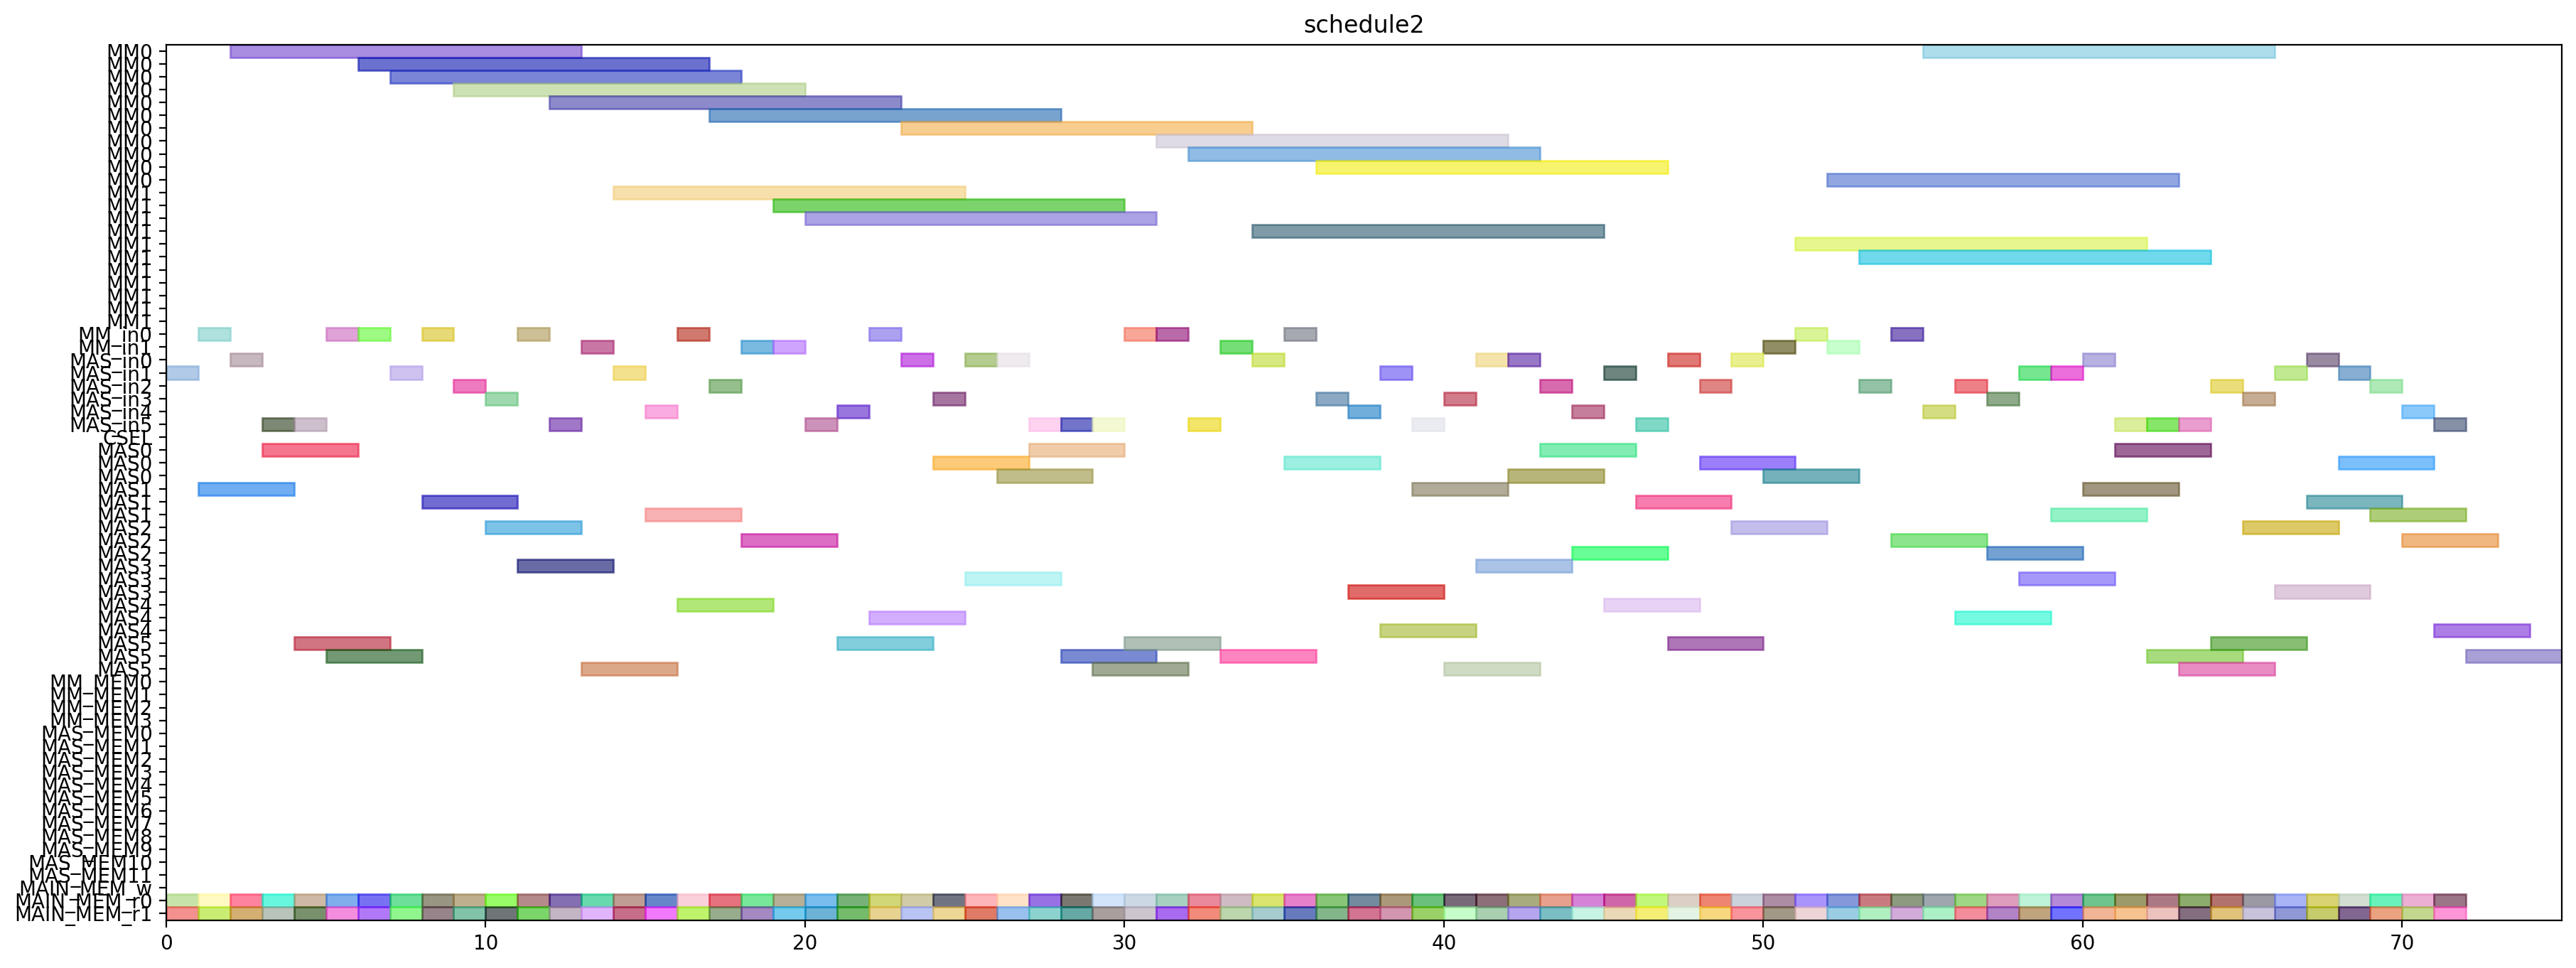 schedule2
MM0
MM0
MM0
MM0
MM0
MM0
MM0
MM0
MM0
MM0
MM0
MM1
MM1
MM1
MM1
MM1
MM1
MM1
MM1
MM1
MM1
MM1
MM_in0
MM_in1
MAS_in0
MAS_in1
MAS_in2
MAS_in3
MAS_in4
MAS_in5
CSEL
MAS0
MAS0
MAS0
MAS1
MAS1
MAS1
MAS2
MAS2
MAS2
MAS3
MAS3
MAS3
MAS4
MAS4
MAS4
MAS5
MAS5
MAS5
MM_MEM0
MM_MEM1
MM_MEM2
MM_MEM3
MAS_MEM0
MAS_MEM1
MAS_MEM2
MAS_MEM3
MAS_MEM4
MAS_MEM5
MAS_MEM6
MAS_MEM7
MAS_MEM8
MAS_MEM9
MAS_MEM10
MAS_MEM11
MAIN_MEM_w
MAIN_MEM_r0
MAIN_MEM_r1
0 10 20 30 40 50 60 70